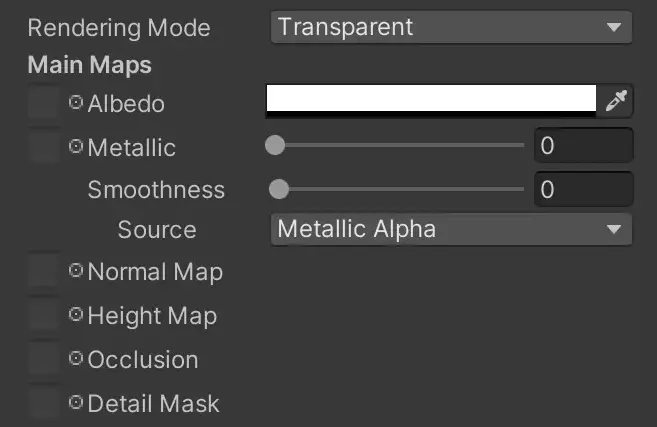 Rendering Mode Transparent
Main Maps
Albedo
Metallic 0
Smoothness 0
Source Metallic Alpha
Normal Map
Height Map
Occlusion
Detail Mask